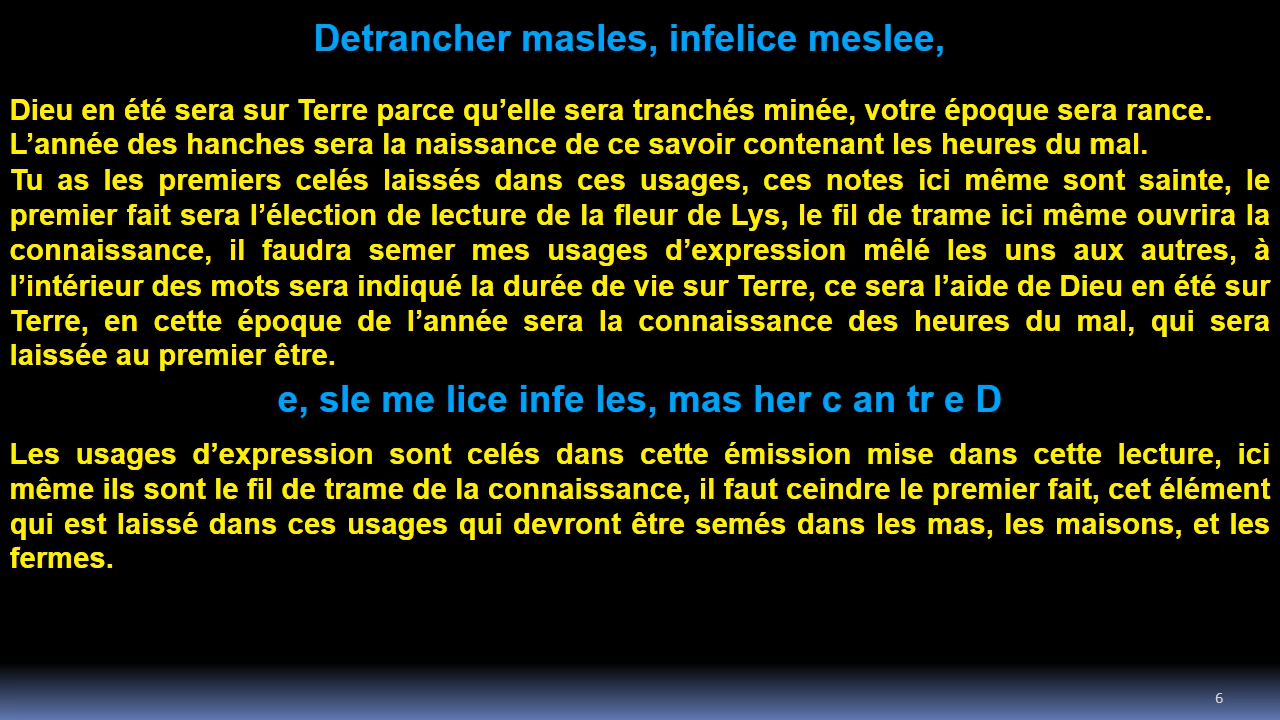 Detrancher masles, infelice meslee,
Dieu en été sera sur Terre parce qu’elle sera tranchés minée, votre époque sera rance.
L’année des hanches sera la naissance de ce savoir contenant les heures du mal.
Tu as les premiers celés laissés dans ces usages, ces notes ici même sont sainte, le
premier fait sera l’élection de lecture de la fleur de Lys, le fil de trame ici même ouvrira la
connaissance, il faudra semer mes usages d’expression mêlé les uns aux autres, à
l’intérieur des mots sera indiqué la durée de vie sur Terre, ce sera l’aide de Dieu en été sur
Terre, en cette époque de l’année sera la connaissance des heures du mal, qui sera
laissée au premier être.
e, sle me lice infe les, mas her c an tr e D
Les usages d’expression sont celés dans cette émission mise dans cette lecture, ici
même ils sont le fil de trame de la connaissance, il faut ceindre le premier fait, cet élément
qui est laissé dans ces usages qui devront être semés dans les mas, les maisons, et les
fermes.
6